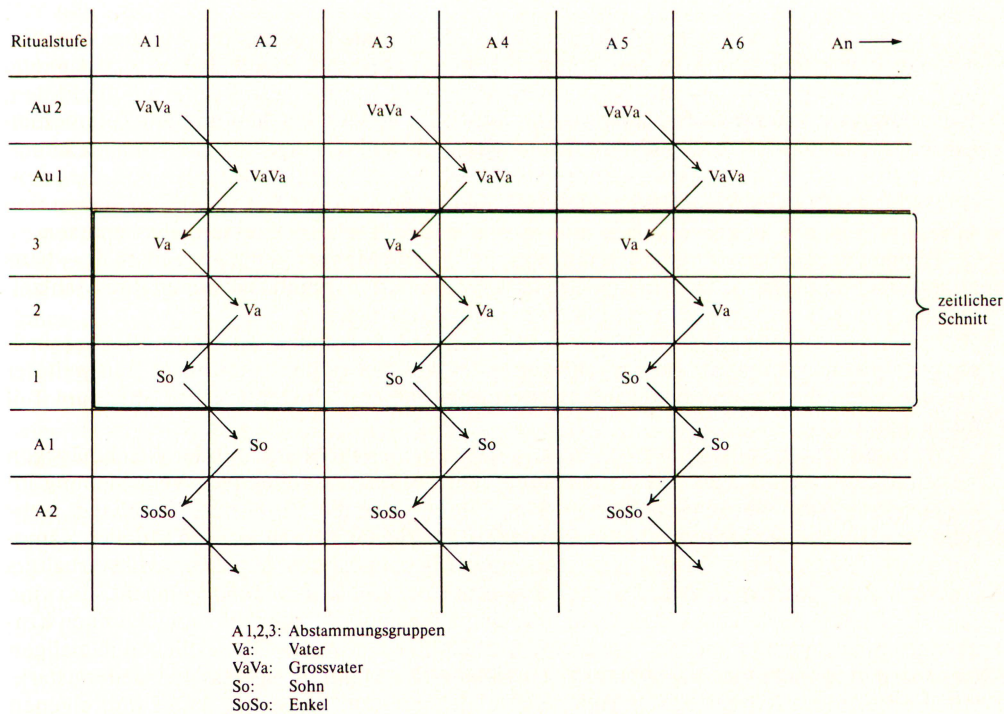 Ritualstufe A 1 A 2 A 3 A 4 A 5 A 6 An
Au 2 VaVa VaVa VaVa
Au 1 VaVa VaVa VaVa
3 Va Va Va
2 Va Va Va
1 So So So
zeitlicher
Schnitt
A 1 So So So
A 2 SoSo SoSo SoSo
A 1,2,3: Abstammungsgruppen
Va: Vater
VaVa: Grossvater
So: Sohn
SoSo: Enkel